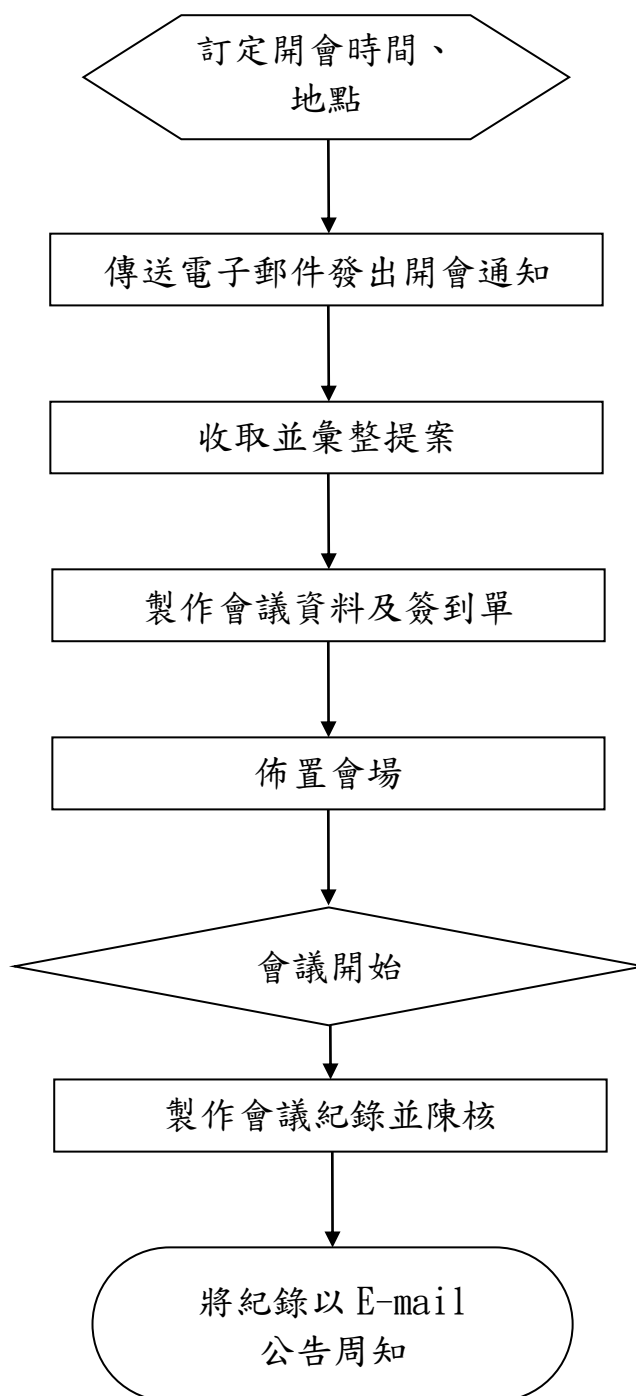 訂定開會時間、
地點
傳送電子郵件發出開會通知
收取並彙整提案
製作會議資料及簽到單
佈置會場
會議開始
製作會議紀錄並陳核
將紀錄以 E-mail
公告周知